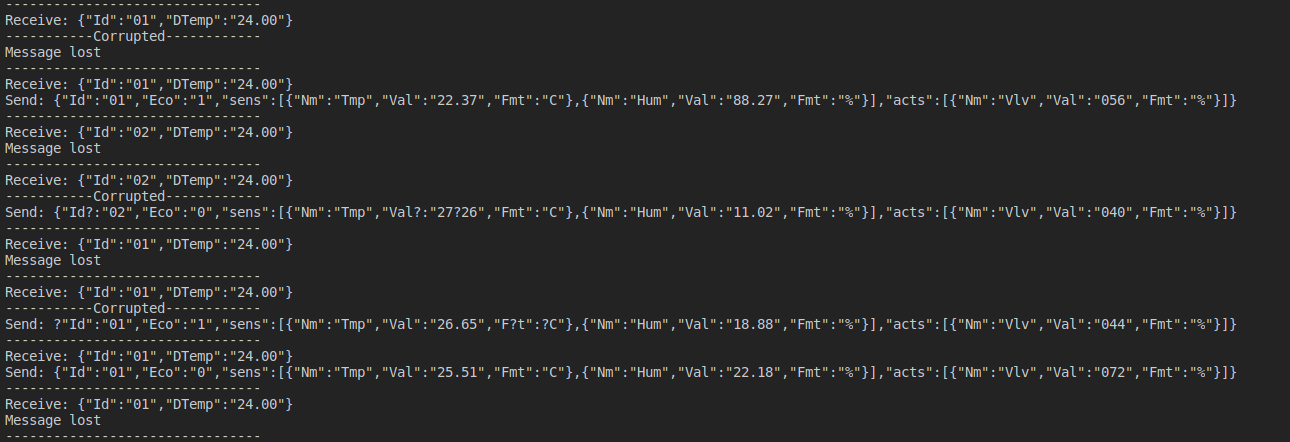 --------------------------------
Receive: {"Id":"01","DTemp":"24.00"}
-----------Corrupted------------
Message lost
--------------------------------
Receive: {"Id":"01","DTemp":"24.00"}
Send: {"Id":"01","Eco":"1","sens":[{"Nm":"Tmp","Val":"22.37","Fmt":"C"},{"Nm":"Hum","Val":"88.27","Fmt":"%"}],"acts":[{"Nm":"Vlv","Val":"056","Fmt":"%"}]}
--------------------------------
Receive: {"Id":"02","DTemp":"24.00"}
Message lost
--------------------------------
Receive: {"Id":"02","DTemp":"24.00"}
-----------Corrupted------------
Send: {"Id?:"02","Eco":"0","sens":[{"Nm":"Tmp","Val?:"27?26","Fmt":"C"},{"Nm":"Hum","Val":"11.02","Fmt":"%"}],"acts":[{"Nm":"Vlv","Val":"040","Fmt":"%"}]}
--------------------------------
Receive: {"Id":"01","DTemp":"24.00"}
Message lost
--------------------------------
Receive: {"Id":"01","DTemp":"24.00"}
-----------Corrupted------------
Send: ?"Id":"01","Eco":"1","sens":[{"Nm":"Tmp","Val":"26.65","F?t":?C"},{"Nm":"Hum","Val":"18.88","Fmt":"%"}],"acts":[{"Nm":"Vlv","Val":"044","Fmt":"%"}]}
--------------------------------
Receive: {"Id":"01","DTemp":"24.00"}
Send: {"Id":"01","Eco":"0","sens":[{"Nm":"Tmp","Val":"25.51","Fmt":"C"},{"Nm":"Hum","Val":"22.18","Fmt":"%"}],"acts":[{"Nm":"Vlv","Val":"072","Fmt":"%"}]}
--------------------------------
Receive: {"Id":"01","DTemp":"24.00"}
Message lost
--------------------------------